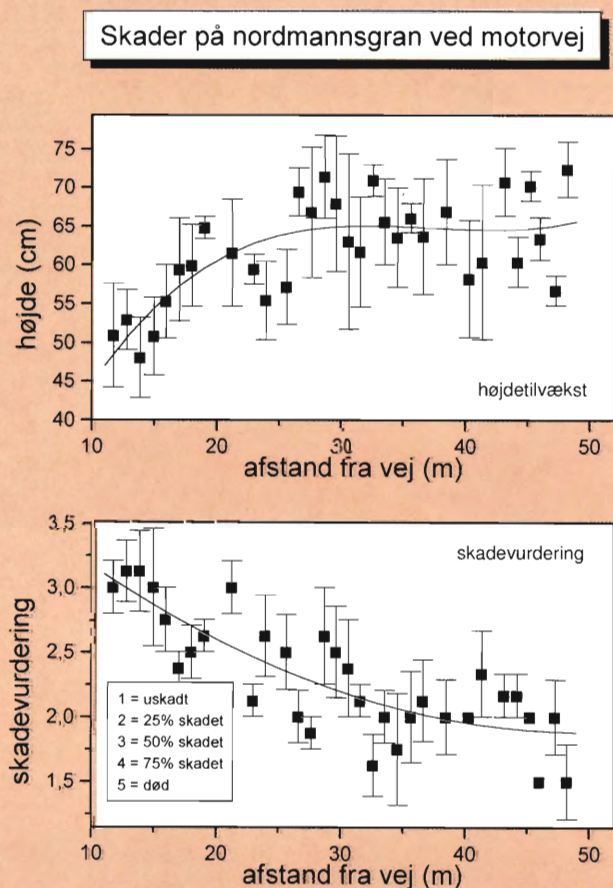 Skader på nordmannsgran ved motorvej
75
70
65
60
55
50
45
40
højde (cm)
højdetilvækst
10 20 30 40 50
afstand fra vej (m)
3,5
3,0
2,5
2,0
1,5
skadevurdering
skadevurdering
1 = uskadt
2 = 25% skadet
3 = 50% skadet
4 = 75% skadet
5 = død
10 20 30 40 50
afstand fra vej (m)